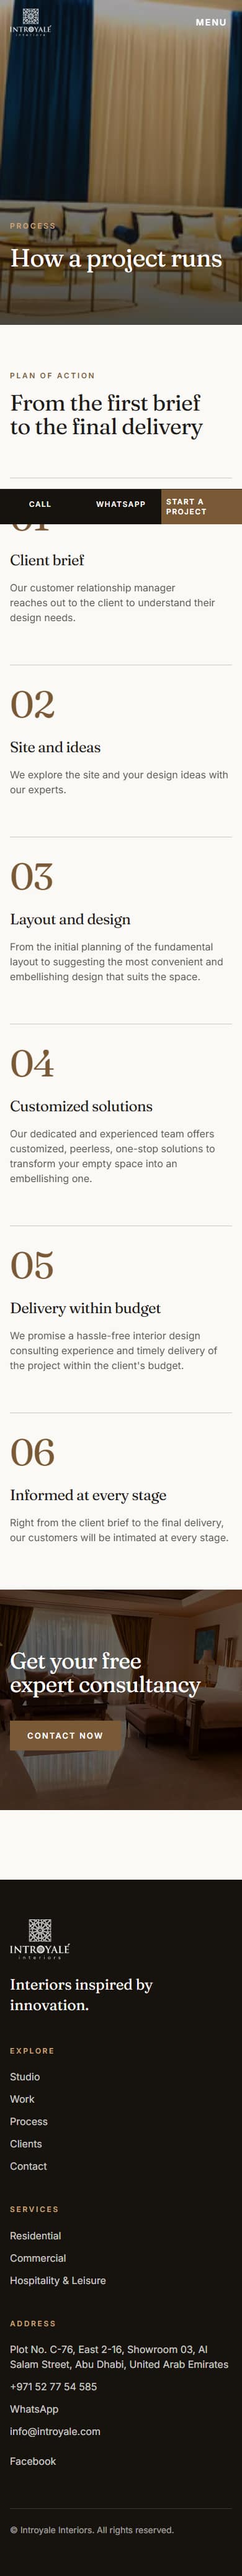 INTROYALÉ
interiors
MENU
PROCESS
How a project runs
PLAN OF ACTION
From the first brief
to the final delivery
CALL
WHATSAPP
START A
PROJECT
01
Client brief
Our customer relationship manager
reaches out to the client to understand their
design needs.
02
Site and ideas
We explore the site and your design ideas with
our experts.
03
Layout and design
From the initial planning of the fundamental
layout to suggesting the most convenient and
embellishing design that suits the space.
04
Customized solutions
Our dedicated and experienced team offers
customized, peerless, one-stop solutions to
transform your empty space into an
embellishing one.
05
Delivery within budget
We promise a hassle-free interior design
consulting experience and timely delivery of
the project within the client's budget.
06
Informed at every stage
Right from the client brief to the final delivery,
our customers will be intimated at every stage.
Get your free
expert consultancy
CONTACT NOW
INTROYALÉ
interiors
Interiors inspired by
innovation.
EXPLORE
Studio
Work
Process
Clients
Contact
SERVICES
Residential
Commercial
Hospitality & Leisure
ADDRESS
Plot No. C-76, East 2-16, Showroom 03, Al
Salam Street, Abu Dhabi, United Arab Emirates
+971 52 77 54 585
WhatsApp
info@introyale.com
Facebook
© Introyale Interiors. All rights reserved.